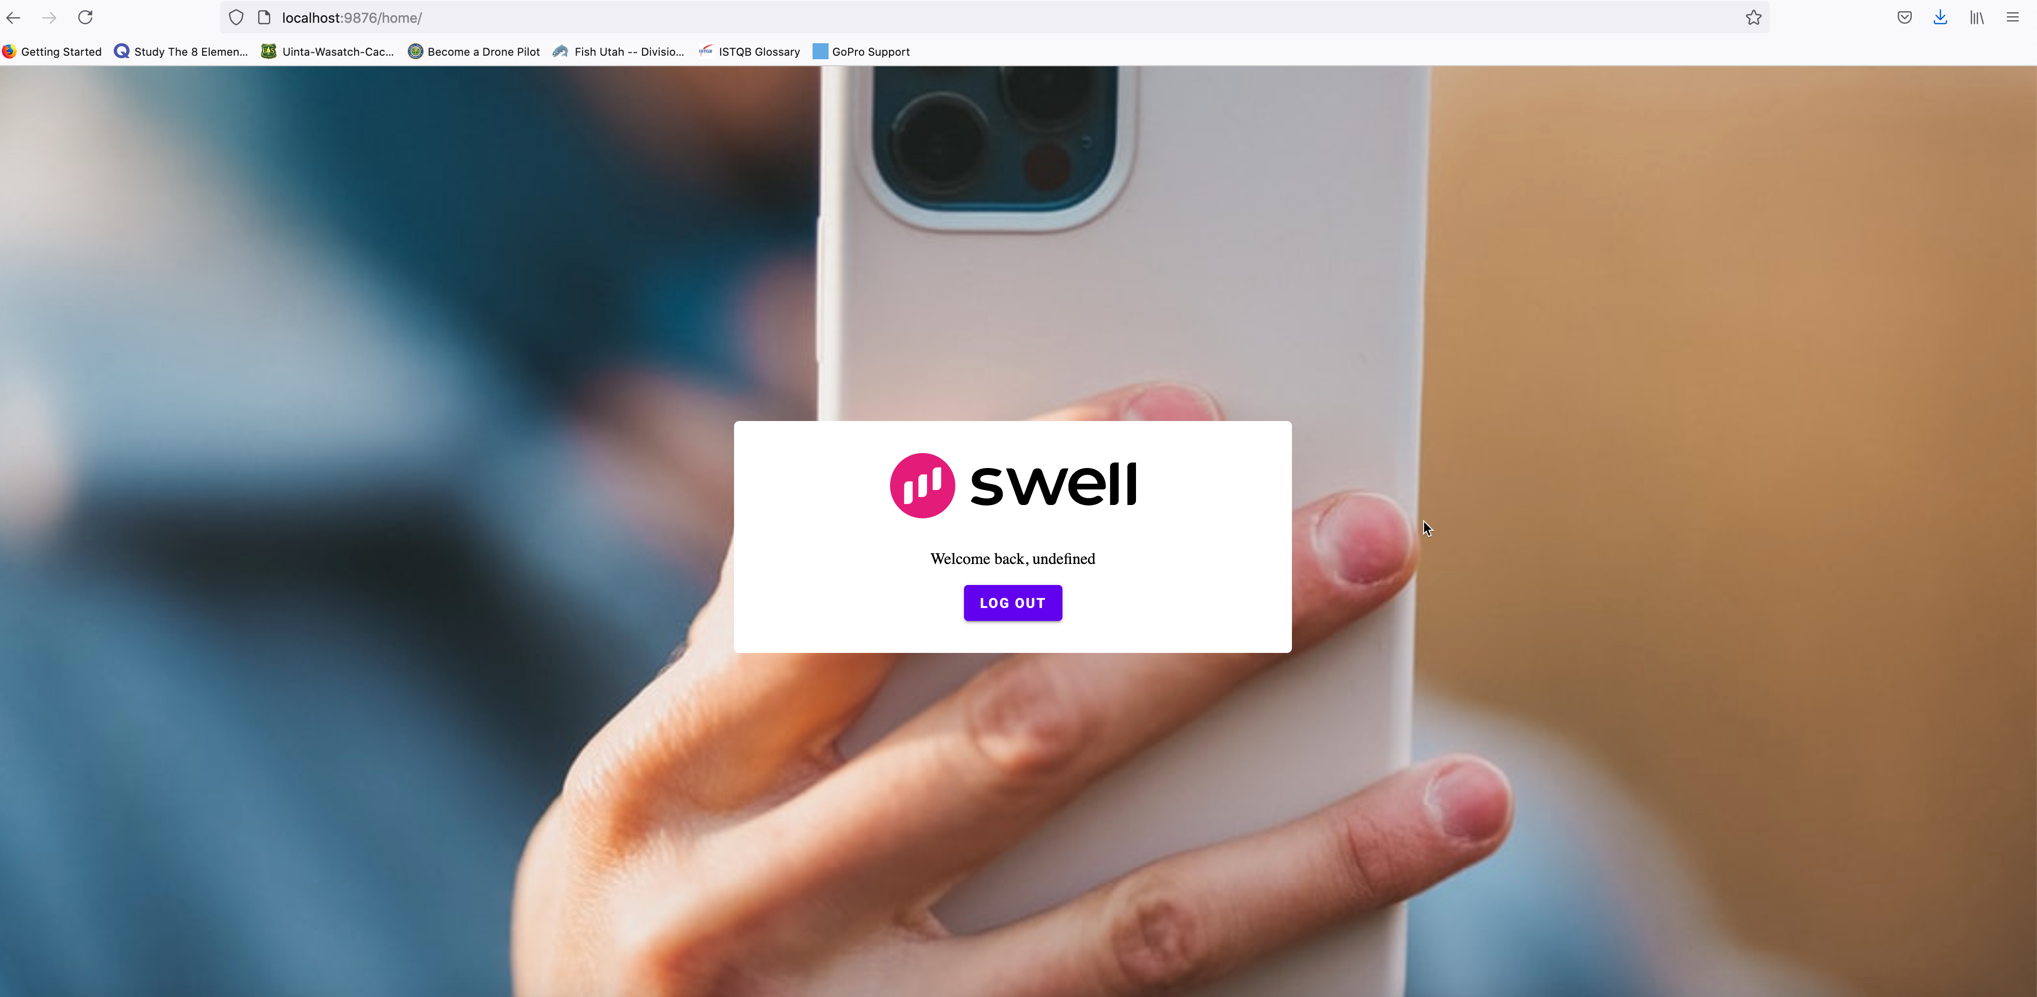 localhost:9876/home/
Getting Started Study The 8 Elemen... Uinta-Wasatch-Cac... Become a Drone Pilot Fish Utah -- Divisio... ISTQB Glossary GoPro Support
swell
Welcome back, undefined
LOG OUT